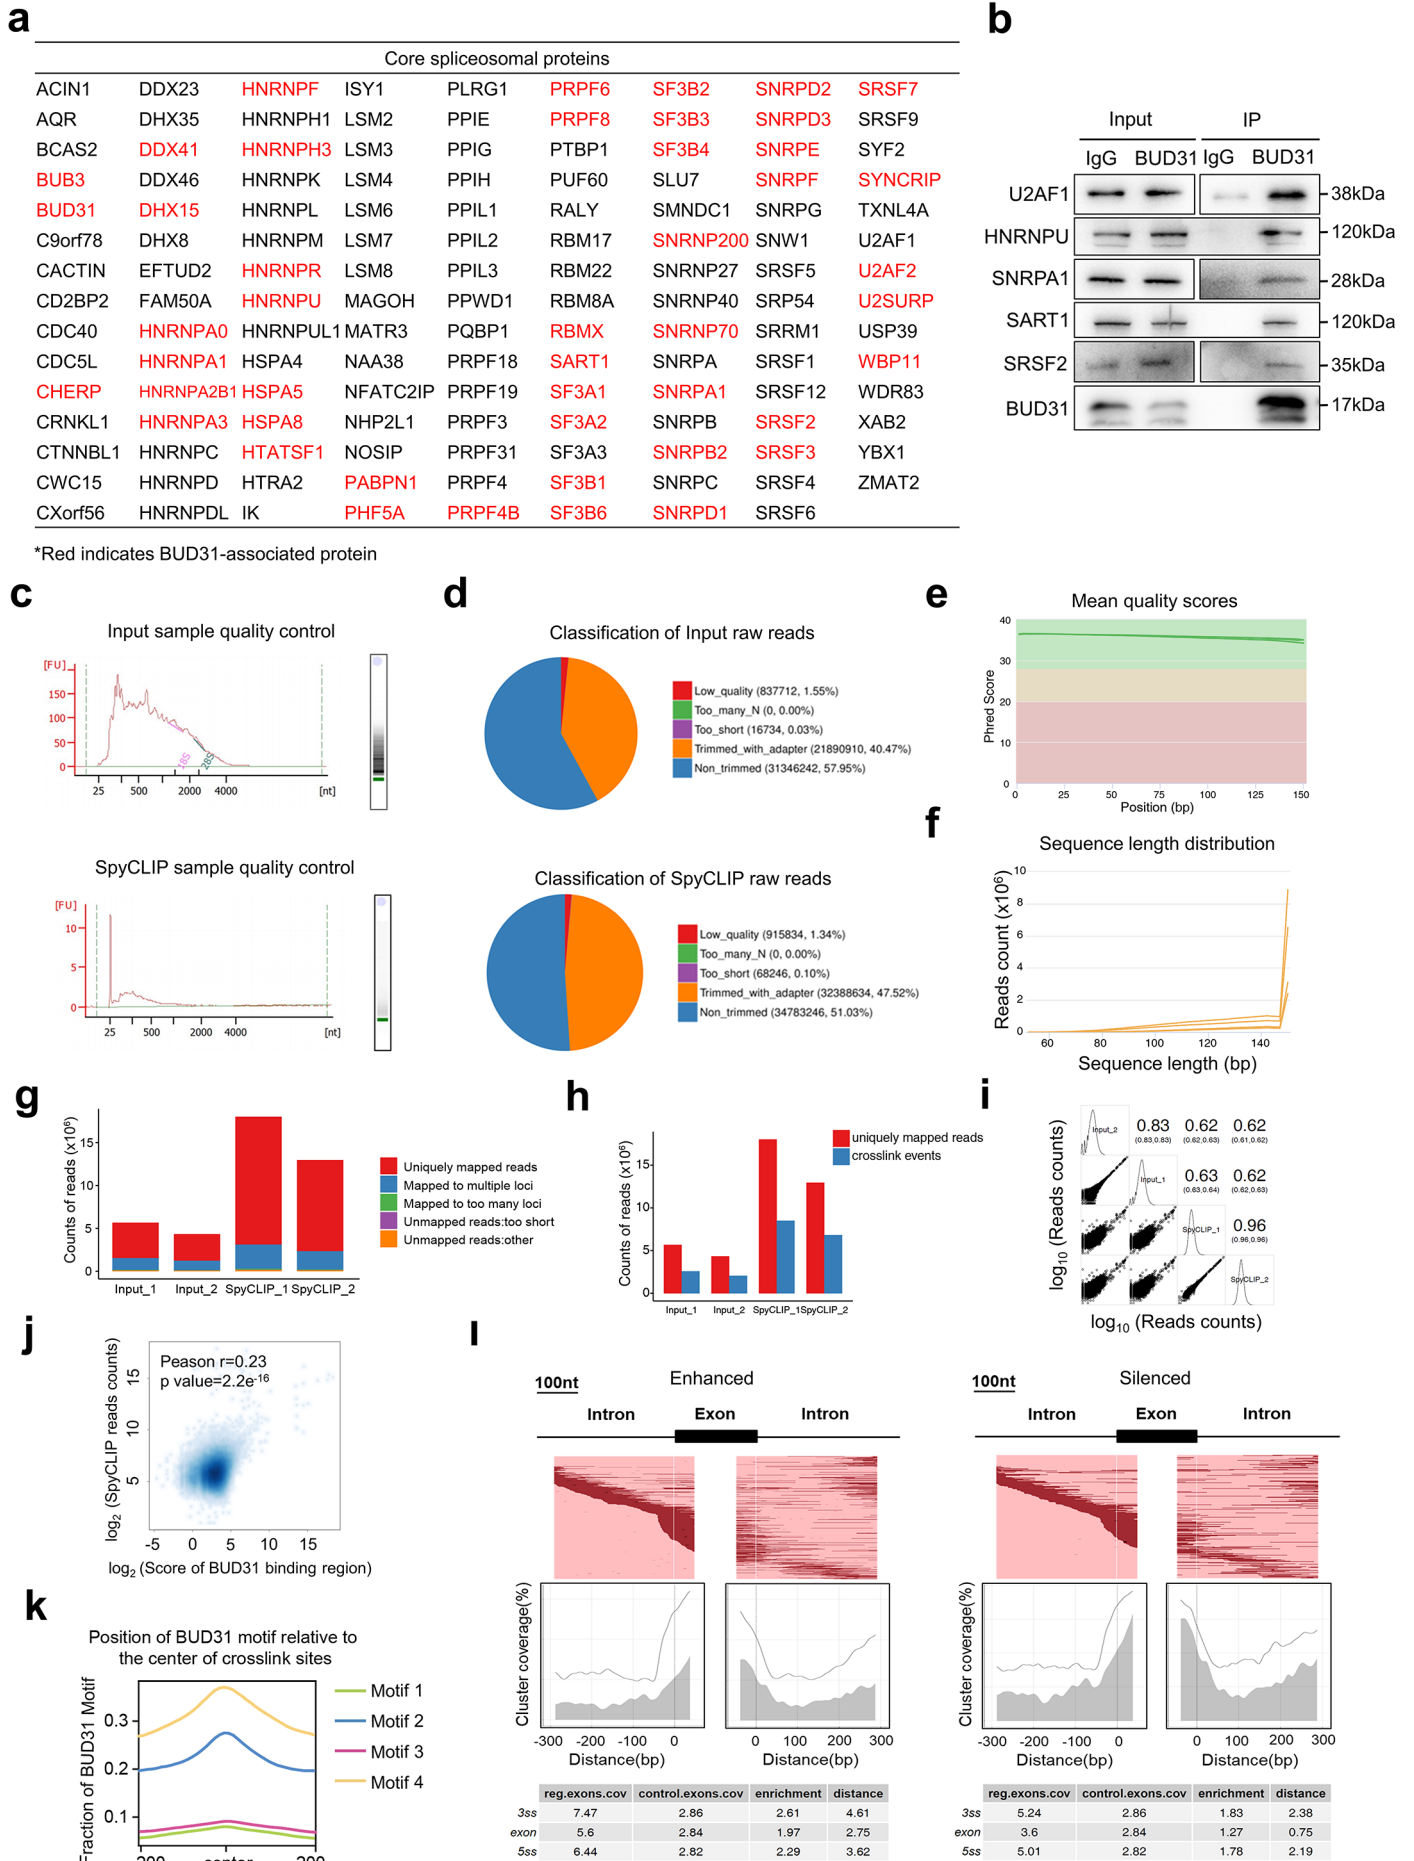 a
Core spliceosomal proteins
ACIN1 DDX23 HNRNPF ISY1 PLRG1 PRPF6 SF3B2 SNRPD2 SRSF7
AQR DHX35 HNRNPH1 LSM2 PPIE PRPF8 SF3B3 SNRPD3 SRSF9
BCAS2 DDX41 HNRNPH3 LSM3 PPIG PTBP1 SF3B4 SNRPE SYF2
BUB3 DDX46 HNRNPK LSM4 PPIH PUF60 SLU7 SNRPF SYNCRIP
BUD31 DHX15 HNRNPL LSM6 PPIL1 RALY SMNDC1 SNRPG TXNL4A
C9orf78 DHX8 HNRNPM LSM7 PPIL2 RBM17 SNRNP200 SNW1 U2AF1
CACTIN EFTUD2 HNRNPR LSM8 PPIL3 RBM22 SNRNP27 SRSF5 U2AF2
CD2BP2 FAM50A HNRNPU MAGOH PPWD1 RBM8A SNRNP40 SRP54 U2SURP
CDC40 HNRNPA0 HNRNPUL1 MATR3 PQBP1 RBMX SNRNP70 SRRM1 USP39
CDC5L HNRNPA1 HSPA4 NAA38 PRPF18 SART1 SNRPA SRSF1 WBP11
CHERP HNRNPA2B1 HSPA5 NFATC2IP PRPF19 SF3A1 SNRPA1 SRSF12 WDR83
CRNKL1 HNRNPA3 HSPA8 NHP2L1 PRPF3 SF3A2 SNRPB SRSF2 XAB2
CTNNBL1 HNRNPC HTATSF1 NOSIP PRPF31 SF3A3 SNRPB2 SRSF3 YBX1
CWC15 HNRNPD HTRA2 PABPN1 PRPF4 SF3B1 SNRPC SRSF4 ZMAT2
CXorf56 HNRNPDL IK PHF5A PRPF4B SF3B6 SNRPD1 SRSF6
*Red indicates BUD31-associated protein
b
Input IP
IgG BUD31 IgG BUD31
U2AF1 38kDa
HNRNPU 120kDa
SNRPA1 28kDa
SART1 120kDa
SRSF2 35kDa
BUD31 17kDa
c
Input sample quality control
[FU]
150
100
50
0
18S
28S
25 500 2000 4000 [nt]
SpyCLIP sample quality control
[FU]
10
5
0
25 500 2000 4000 [nt]
d
Classification of Input raw reads
Low_quality (837712, 1.55%)
Too_many_N (0, 0.00%)
Too_short (16734, 0.03%)
Trimmed_with_adapter (21890910, 40.47%)
Non_trimmed (31346242, 57.95%)
Classification of SpyCLIP raw reads
Low_quality (915834, 1.34%)
Too_many_N (0, 0.00%)
Too_short (68246, 0.10%)
Trimmed_with_adapter (32388634, 47.52%)
Non_trimmed (34783246, 51.03%)
e
Mean quality scores
Phred Score
40
30
20
10
0
0 25 50 75 100 125 150
Position (bp)
f
Sequence length distribution
Reads count (x10⁶)
10
8
6
4
2
0
60 80 100 120 140
Sequence length (bp)
g
Counts of reads (x10⁶)
15
10
5
0
Input_1 Input_2 SpyCLIP_1 SpyCLIP_2
Uniquely mapped reads
Mapped to multiple loci
Mapped to too many loci
Unmapped reads:too short
Unmapped reads:other
h
Counts of reads (x10⁶)
15
10
5
0
Input_1 Input_2 SpyCLIP_1 SpyCLIP_2
uniquely mapped reads
crosslink events
i
log₁₀ (Reads counts)
Input_2 0.83 0.62 0.62
(0.83,0.83) (0.62,0.63) (0.61,0.62)
Input_1 0.63 0.62
(0.63,0.64) (0.62,0.63)
SpyCLIP_1 0.96
(0.96,0.96)
SpyCLIP_2
log₁₀ (Reads counts)
j
log₂ (SpyCLIP reads counts)
Peason r=0.23
p value=2.2e⁻¹⁶
15
10
5
-5 0 5 10 15
log₂ (Score of BUD31 binding region)
k
Position of BUD31 motif relative to
the center of crosslink sites
Fraction of BUD31 Motif
0.3
0.2
0.1
-200 center 200
Motif 1
Motif 2
Motif 3
Motif 4
l
100nt Enhanced
Intron Exon Intron
Cluster coverage(%)
-300 -200 -100 0 0 100 200 300
Distance(bp) Distance(bp)
reg.exons.cov control.exons.cov enrichment distance
3ss 7.47 2.86 2.61 4.61
exon 5.6 2.84 1.97 2.75
5ss 6.44 2.82 2.29 3.62
100nt Silenced
Intron Exon Intron
Cluster coverage(%)
-300 -200 -100 0 0 100 200 300
Distance(bp) Distance(bp)
reg.exons.cov control.exons.cov enrichment distance
3ss 5.24 2.86 1.83 2.38
exon 3.6 2.84 1.27 0.75
5ss 5.01 2.82 1.78 2.19